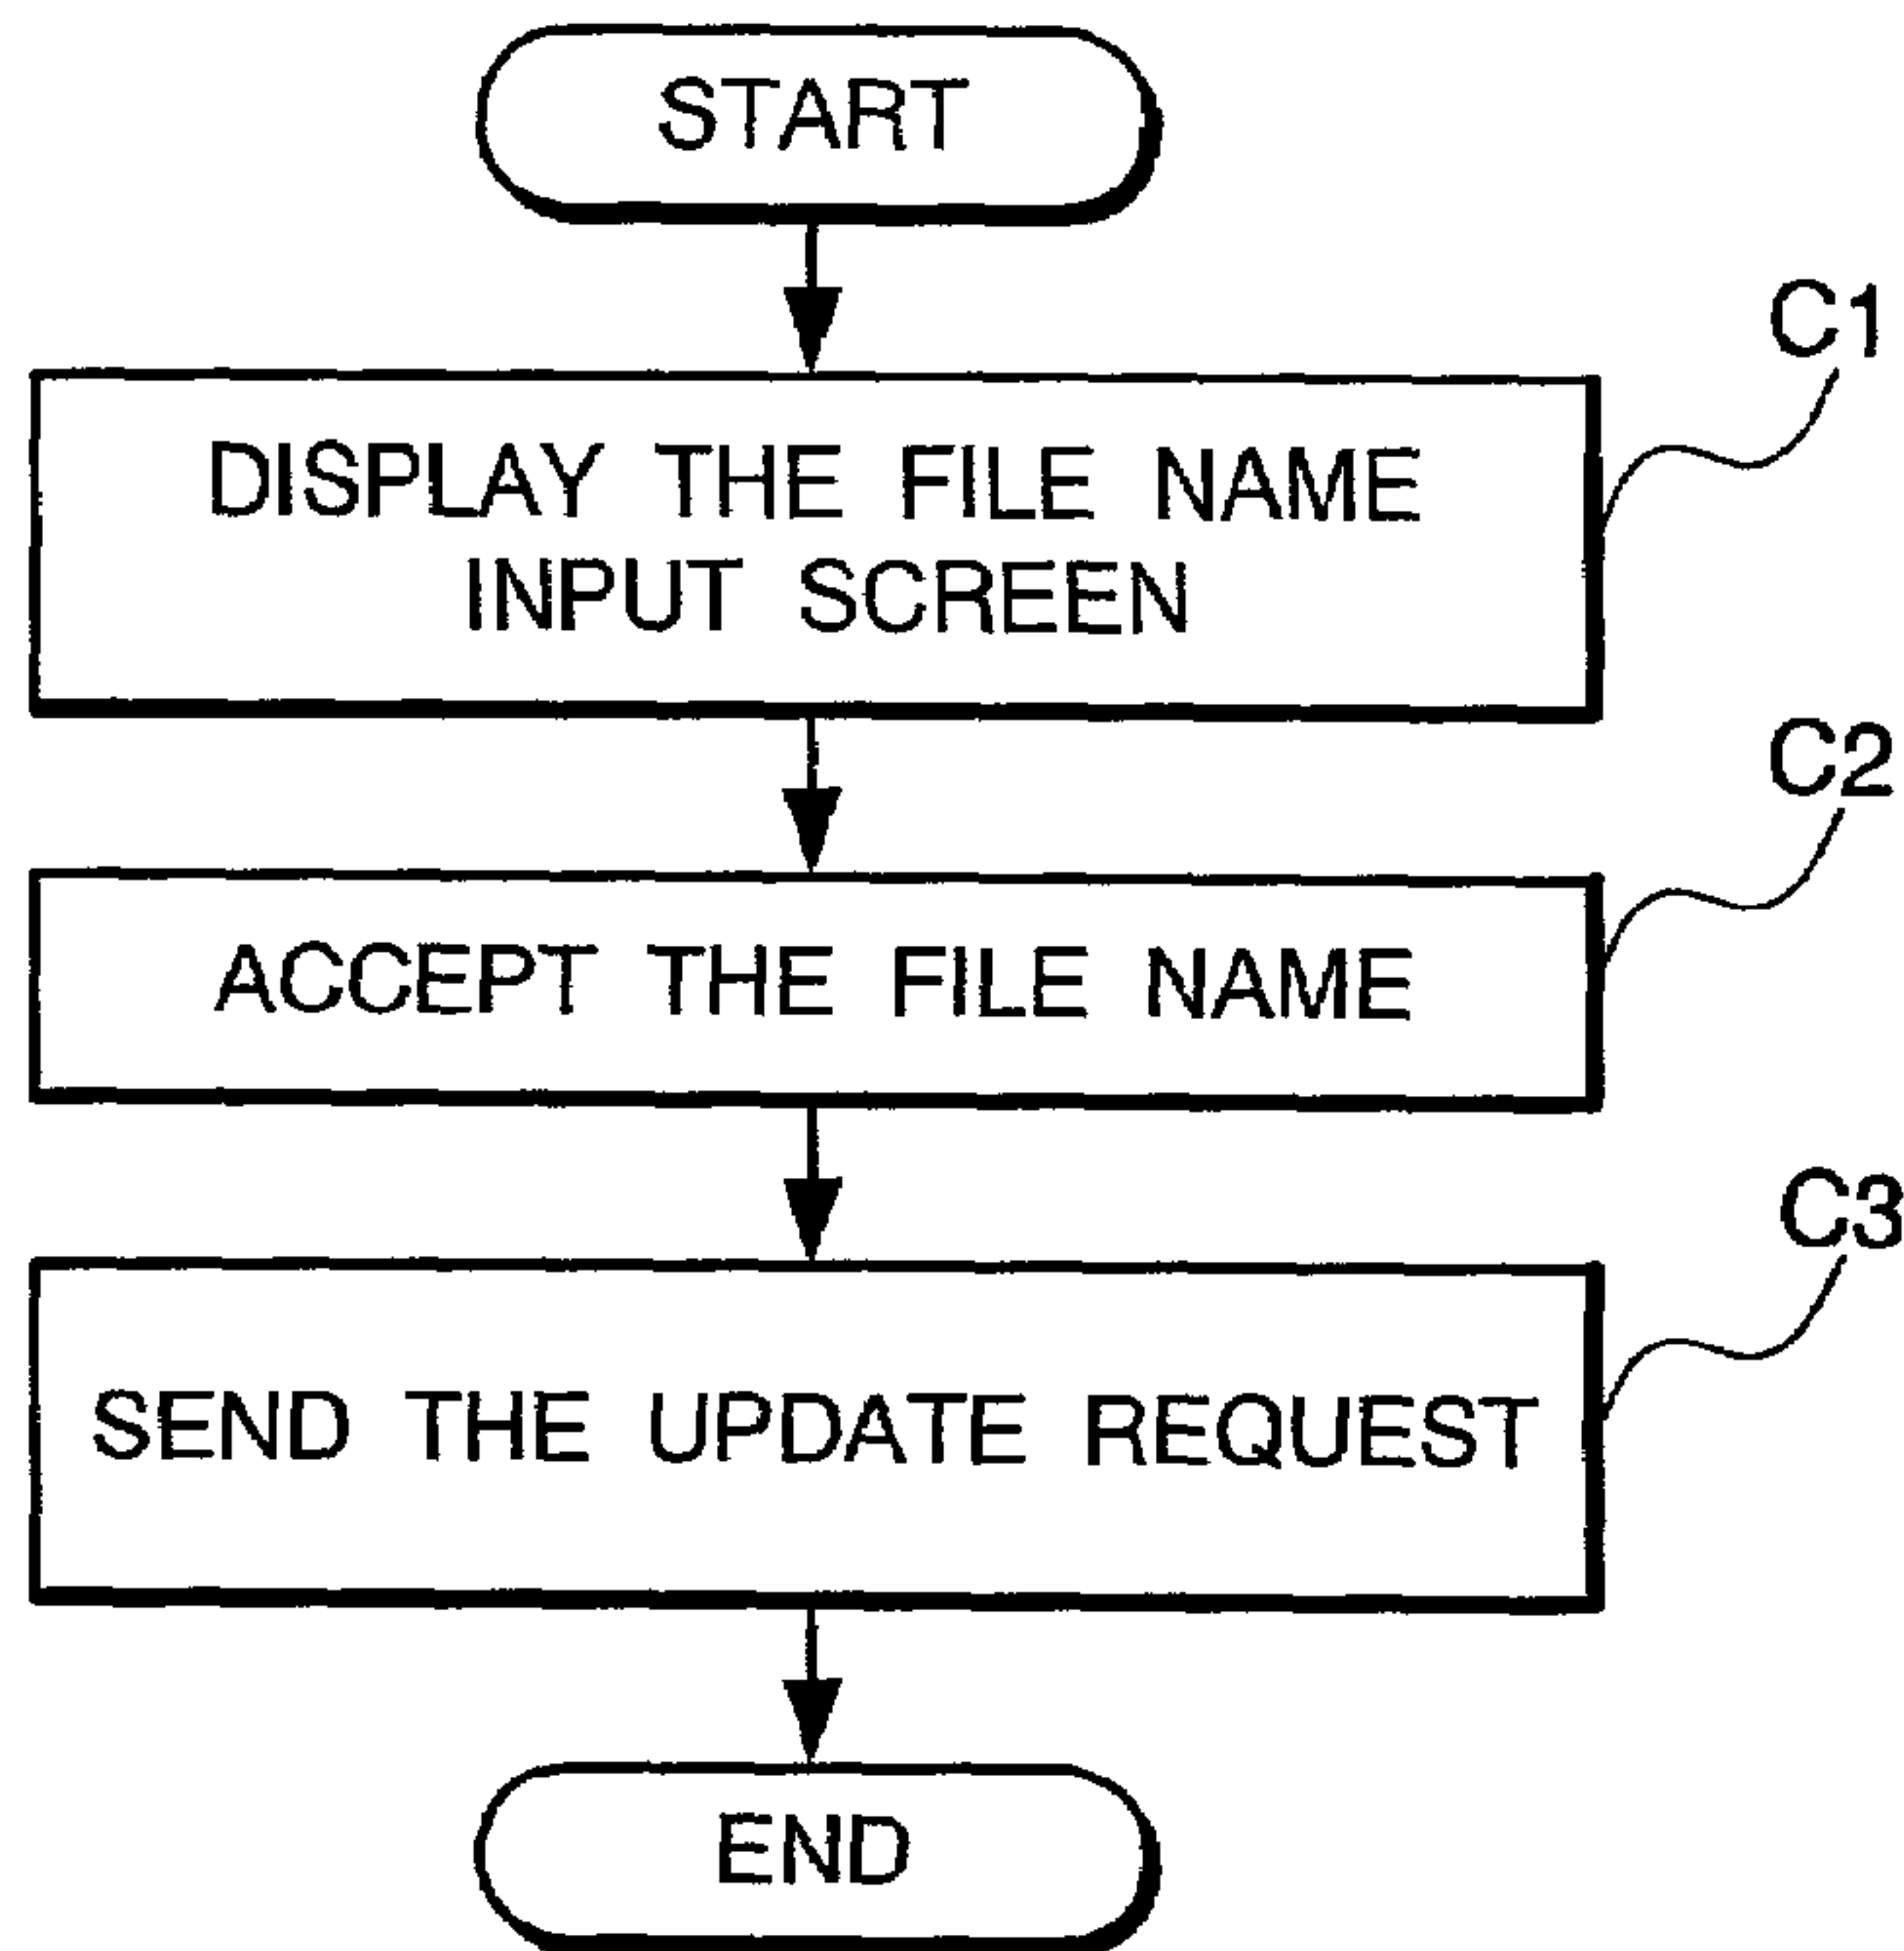 START
C1
DISPLAY THE FILE NAME
INPUT SCREEN
C2
ACCEPT THE FILE NAME
C3
SEND THE UPDATE REQUEST
END